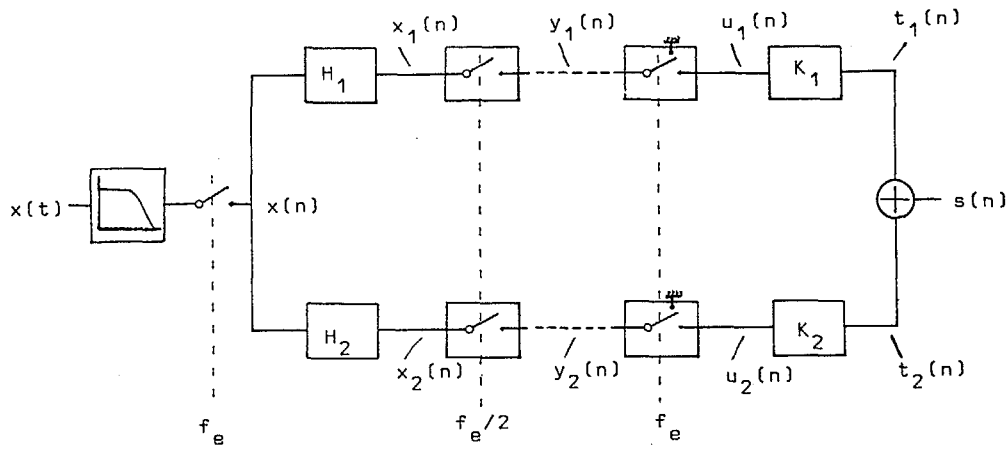 x₁(n)
y₁(n)
u₁(n)
t₁(n)
H₁
K₁
x(t)
x(n)
s(n)
H₂
K₂
x₂(n)
y₂(n)
u₂(n)
t₂(n)
fₑ
fₑ/2
fₑ